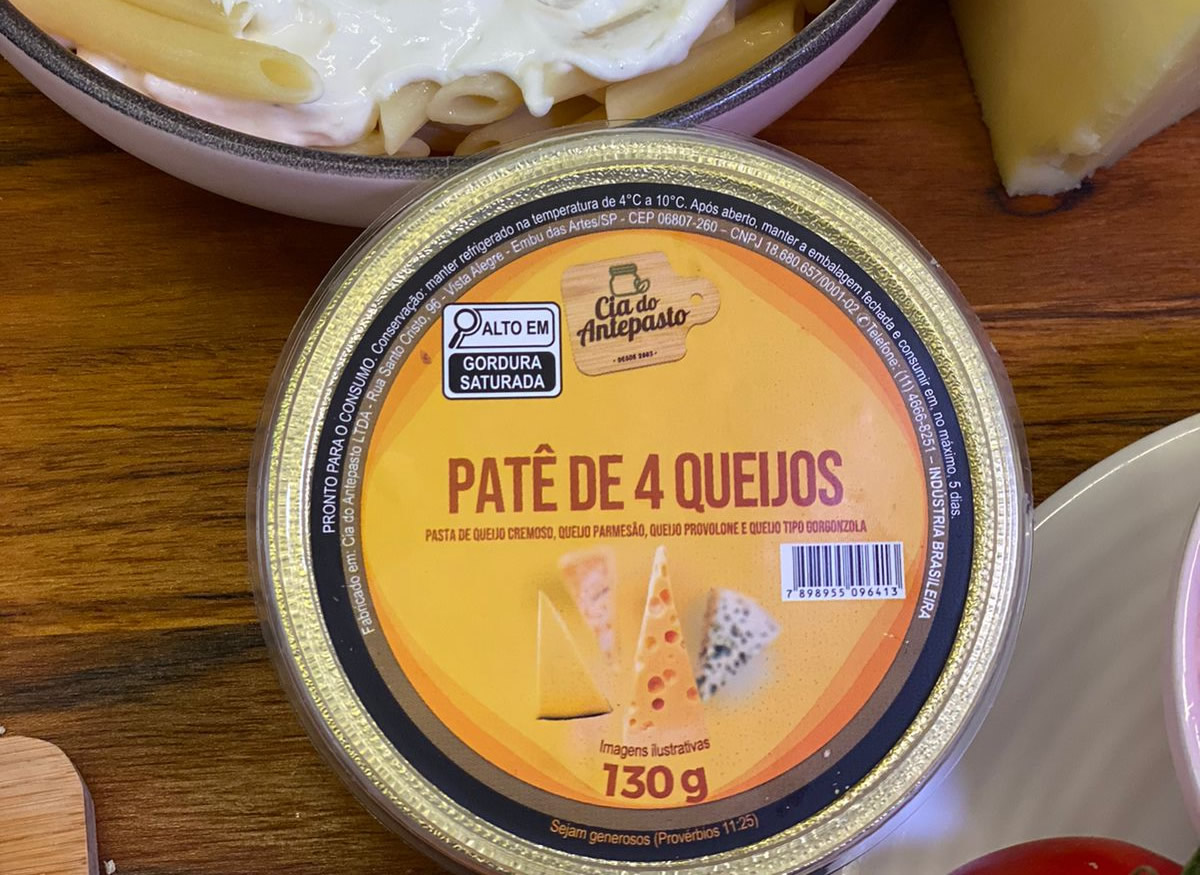 PRONTO PARA O CONSUMO. Conservação: manter refrigerado na temperatura de 4°C a 10°C. Após aberto, manter a embalagem fechada e consumir em, no máximo, 5 dias.
Fabricado em: Cia do Antepasto LTDA - Rua Santo Cristo, 96 - Vista Alegre - Embu das Artes/SP - CEP 06807-260 - CNPJ 18.680.657/0001-02 Telefone: (11) 4666-8251 - INDÚSTRIA BRASILEIRA
Cia do
Antepasto
ALTO EM
GORDURA
SATURADA
PATÊ DE 4 QUEIJOS
PASTA DE QUEIJO CREMOSO, QUEIJO PARMESÃO, QUEIJO PROVOLONE E QUEIJO TIPO GORGONZOLA
7 898955 096413
Imagens ilustrativas
130 g
Sejam generosos (Provérbios 11:25)